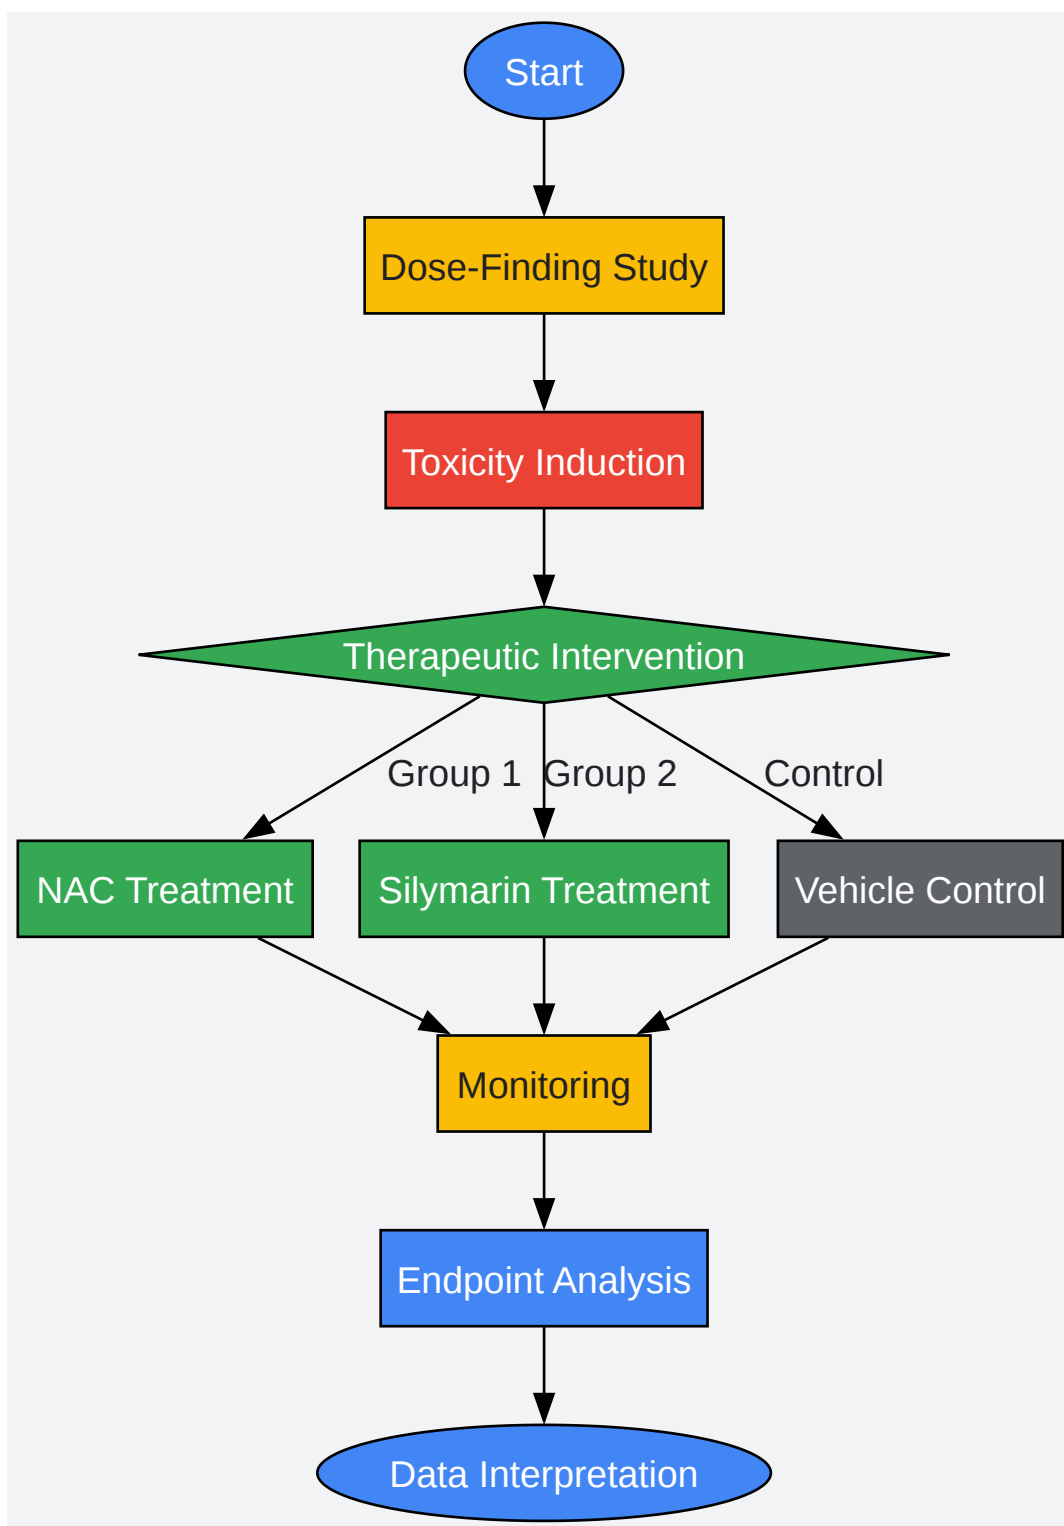 Start
Dose-Finding Study
Toxicity Induction
Therapeutic Intervention
Group 1
Group 2
Control
NAC Treatment
Silymarin Treatment
Vehicle Control
Monitoring
Endpoint Analysis
Data Interpretation